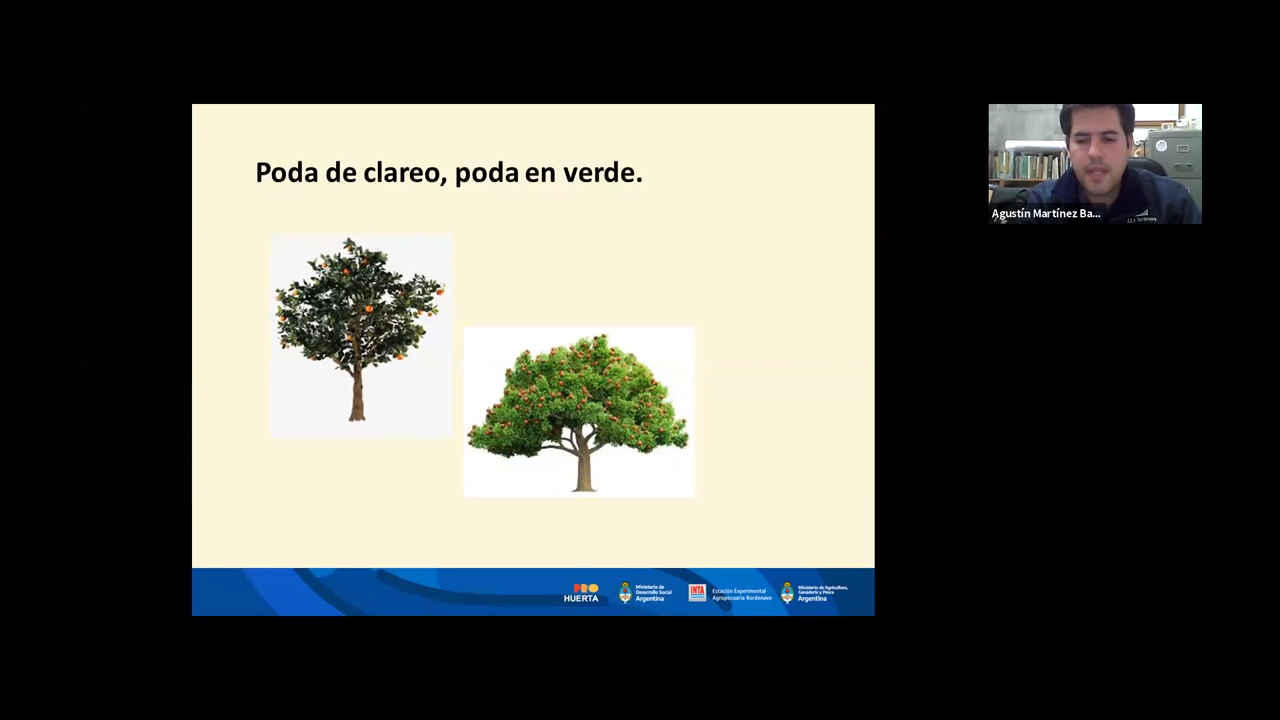 Poda de clareo, poda en verde.
Agustín Martínez Ba...
PRO
HUERTA
Ministerio de
Desarrollo Social
Argentina
INTA
Estación Experimental
Agropecuaria Bordenave
Ministerio de Agricultura,
Ganadería y Pesca
Argentina